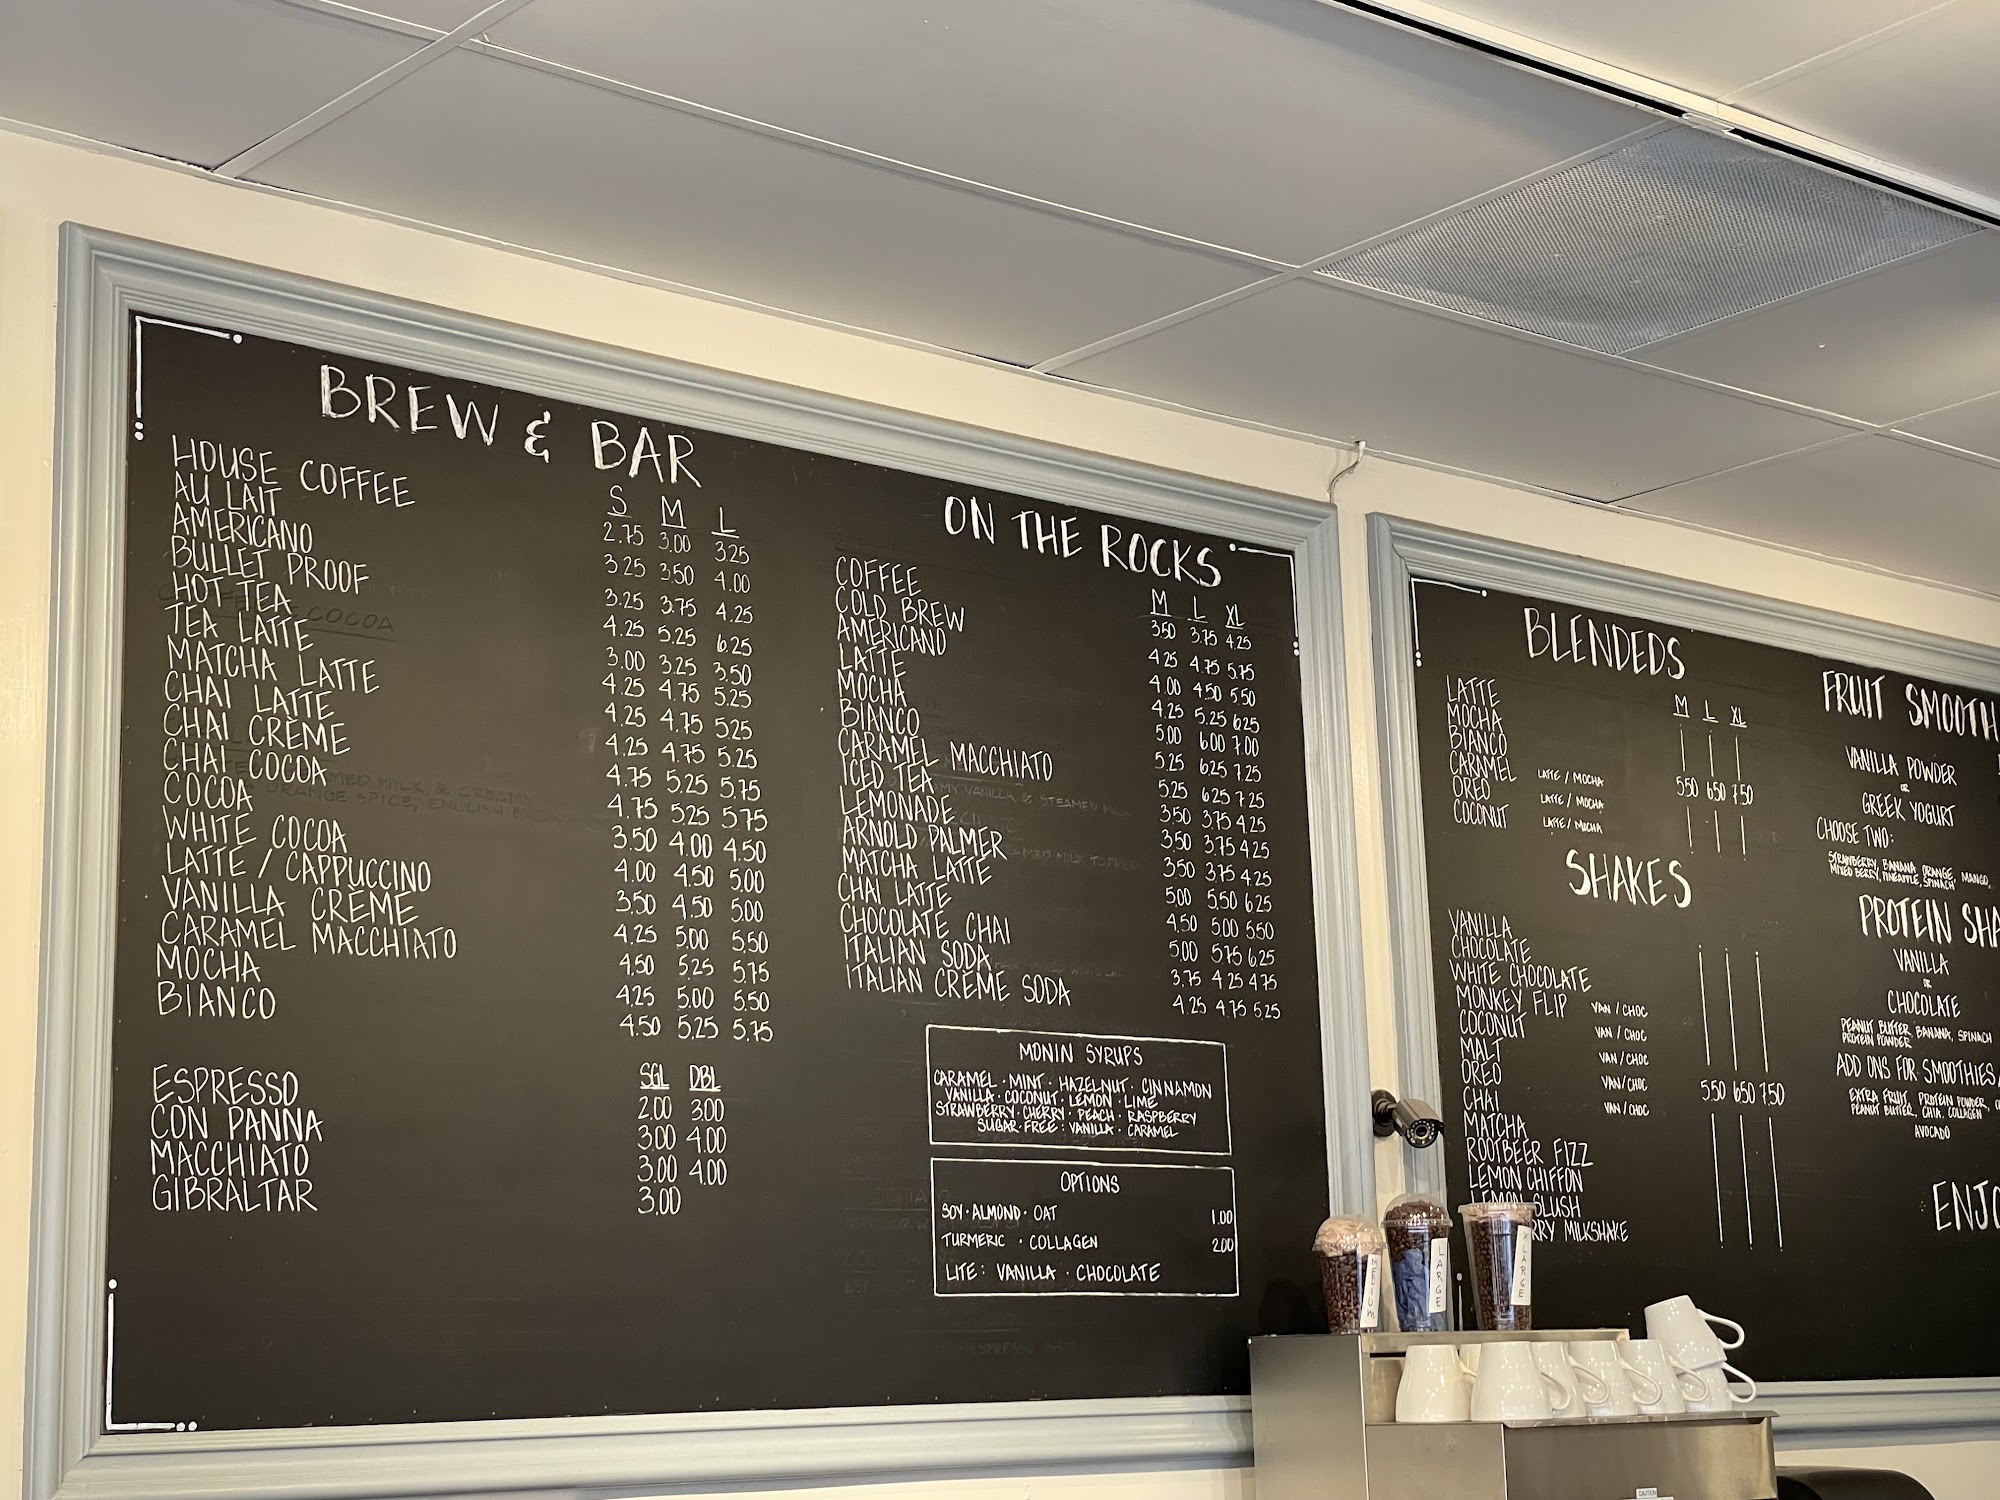 BREW & BAR
S M L
HOUSE COFFEE 2.75 3.00 3.25
AU LAIT 3.25 3.50 4.00
AMERICANO 3.25 3.75 4.25
BULLET PROOF 4.25 5.25 6.25
HOT TEA 3.00 3.25 3.50
TEA LATTE 4.25 4.75 5.25
MATCHA LATTE 4.25 4.75 5.25
CHAI LATTE 4.25 4.75 5.25
CHAI CRÈME 4.75 5.25 5.75
CHAI COCOA 4.75 5.25 5.75
COCOA 3.50 4.00 4.50
WHITE COCOA 4.00 4.50 5.00
LATTE / CAPPUCCINO 3.50 4.50 5.00
VANILLA CRÈME 4.25 5.00 5.50
CARAMEL MACCHIATO 4.50 5.25 5.75
MOCHA 4.25 5.00 5.50
BIANCO 4.50 5.25 5.75
SGL DBL
ESPRESSO 2.00 3.00
CON PANNA 3.00 4.00
MACCHIATO 3.00 4.00
GIBRALTAR 3.00
ON THE ROCKS
M L XL
COFFEE 3.50 3.75 4.25
COLD BREW 4.25 4.75 5.75
AMERICANO 4.00 4.50 5.50
LATTE 4.25 5.25 6.25
MOCHA 5.00 6.00 7.00
BIANCO 5.25 6.25 7.25
CARAMEL MACCHIATO 5.25 6.25 7.25
ICED TEA 3.50 3.75 4.25
LEMONADE 3.50 3.75 4.25
ARNOLD PALMER 3.50 3.75 4.25
MATCHA LATTE 5.00 5.50 6.25
CHAI LATTE 4.50 5.00 5.50
CHOCOLATE CHAI 5.00 5.75 6.25
ITALIAN SODA 3.75 4.25 4.75
ITALIAN CRÈME SODA 4.25 4.75 5.25
MONIN SYRUPS
CARAMEL · MINT · HAZELNUT · CINNAMON
VANILLA · COCONUT · LEMON · LIME
STRAWBERRY · CHERRY · PEACH · RASPBERRY
SUGAR·FREE: VANILLA · CARAMEL
OPTIONS
SOY · ALMOND · OAT 1.00
TURMERIC · COLLAGEN 2.00
LITE: VANILLA · CHOCOLATE
BLENDEDS
M L XL
LATTE
MOCHA
BIANCO
CARAMEL LATTE / MOCHA 5.50 6.50 7.50
OREO LATTE / MOCHA
COCONUT LATTE / MOCHA
SHAKES
VANILLA
CHOCOLATE
WHITE CHOCOLATE
MONKEY FLIP VAN / CHOC
COCONUT VAN / CHOC
MALT VAN / CHOC
OREO VAN / CHOC 5.50 6.50 7.50
CHAI VAN / CHOC
MATCHA
ROOTBEER FIZZ
LEMON CHIFFON
LEMON SLUSH
RRY MILKSHAKE
FRUIT SMOOTH
VANILLA POWDER
OR
GREEK YOGURT
CHOOSE TWO:
STRAWBERRY, BANANA, ORANGE, MANGO,
MIXED BERRY, PINEAPPLE, SPINACH
PROTEIN SHA
VANILLA
OR
CHOCOLATE
PEANUT BUTTER, BANANA, SPINACH
PROTEIN POWDER
ADD ONS FOR SMOOTHIES
EXTRA FRUIT, PROTEIN POWDER,
PEANUT BUTTER, CHIA, COLLAGEN
AVOCADO
ENJO
MEDIUM
LARGE
XLARGE
CAUTION